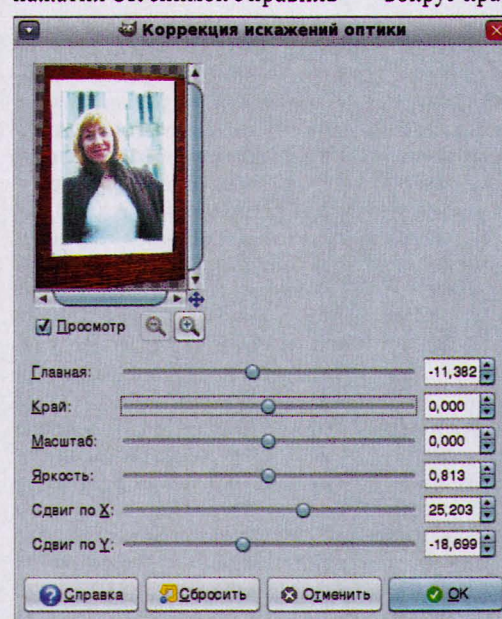 Коррекция искажений оптики
Просмотр
Главная: -11,382
Край: 0,000
Масштаб: 0,000
Яркость: 0,813
Сдвиг по X: 25,203
Сдвиг по Y: -18,699
Справка Сбросить Отменить OK